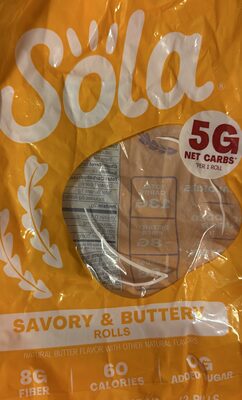 Söla
5G
NET CARBS*
*PER 1 ROLL
SAVORY & BUTTERY
ROLLS
NATURAL BUTTER FLAVOR WITH OTHER NATURAL FLAVORS
8G 60 0G
FIBER CALORIES ADDED SUGAR